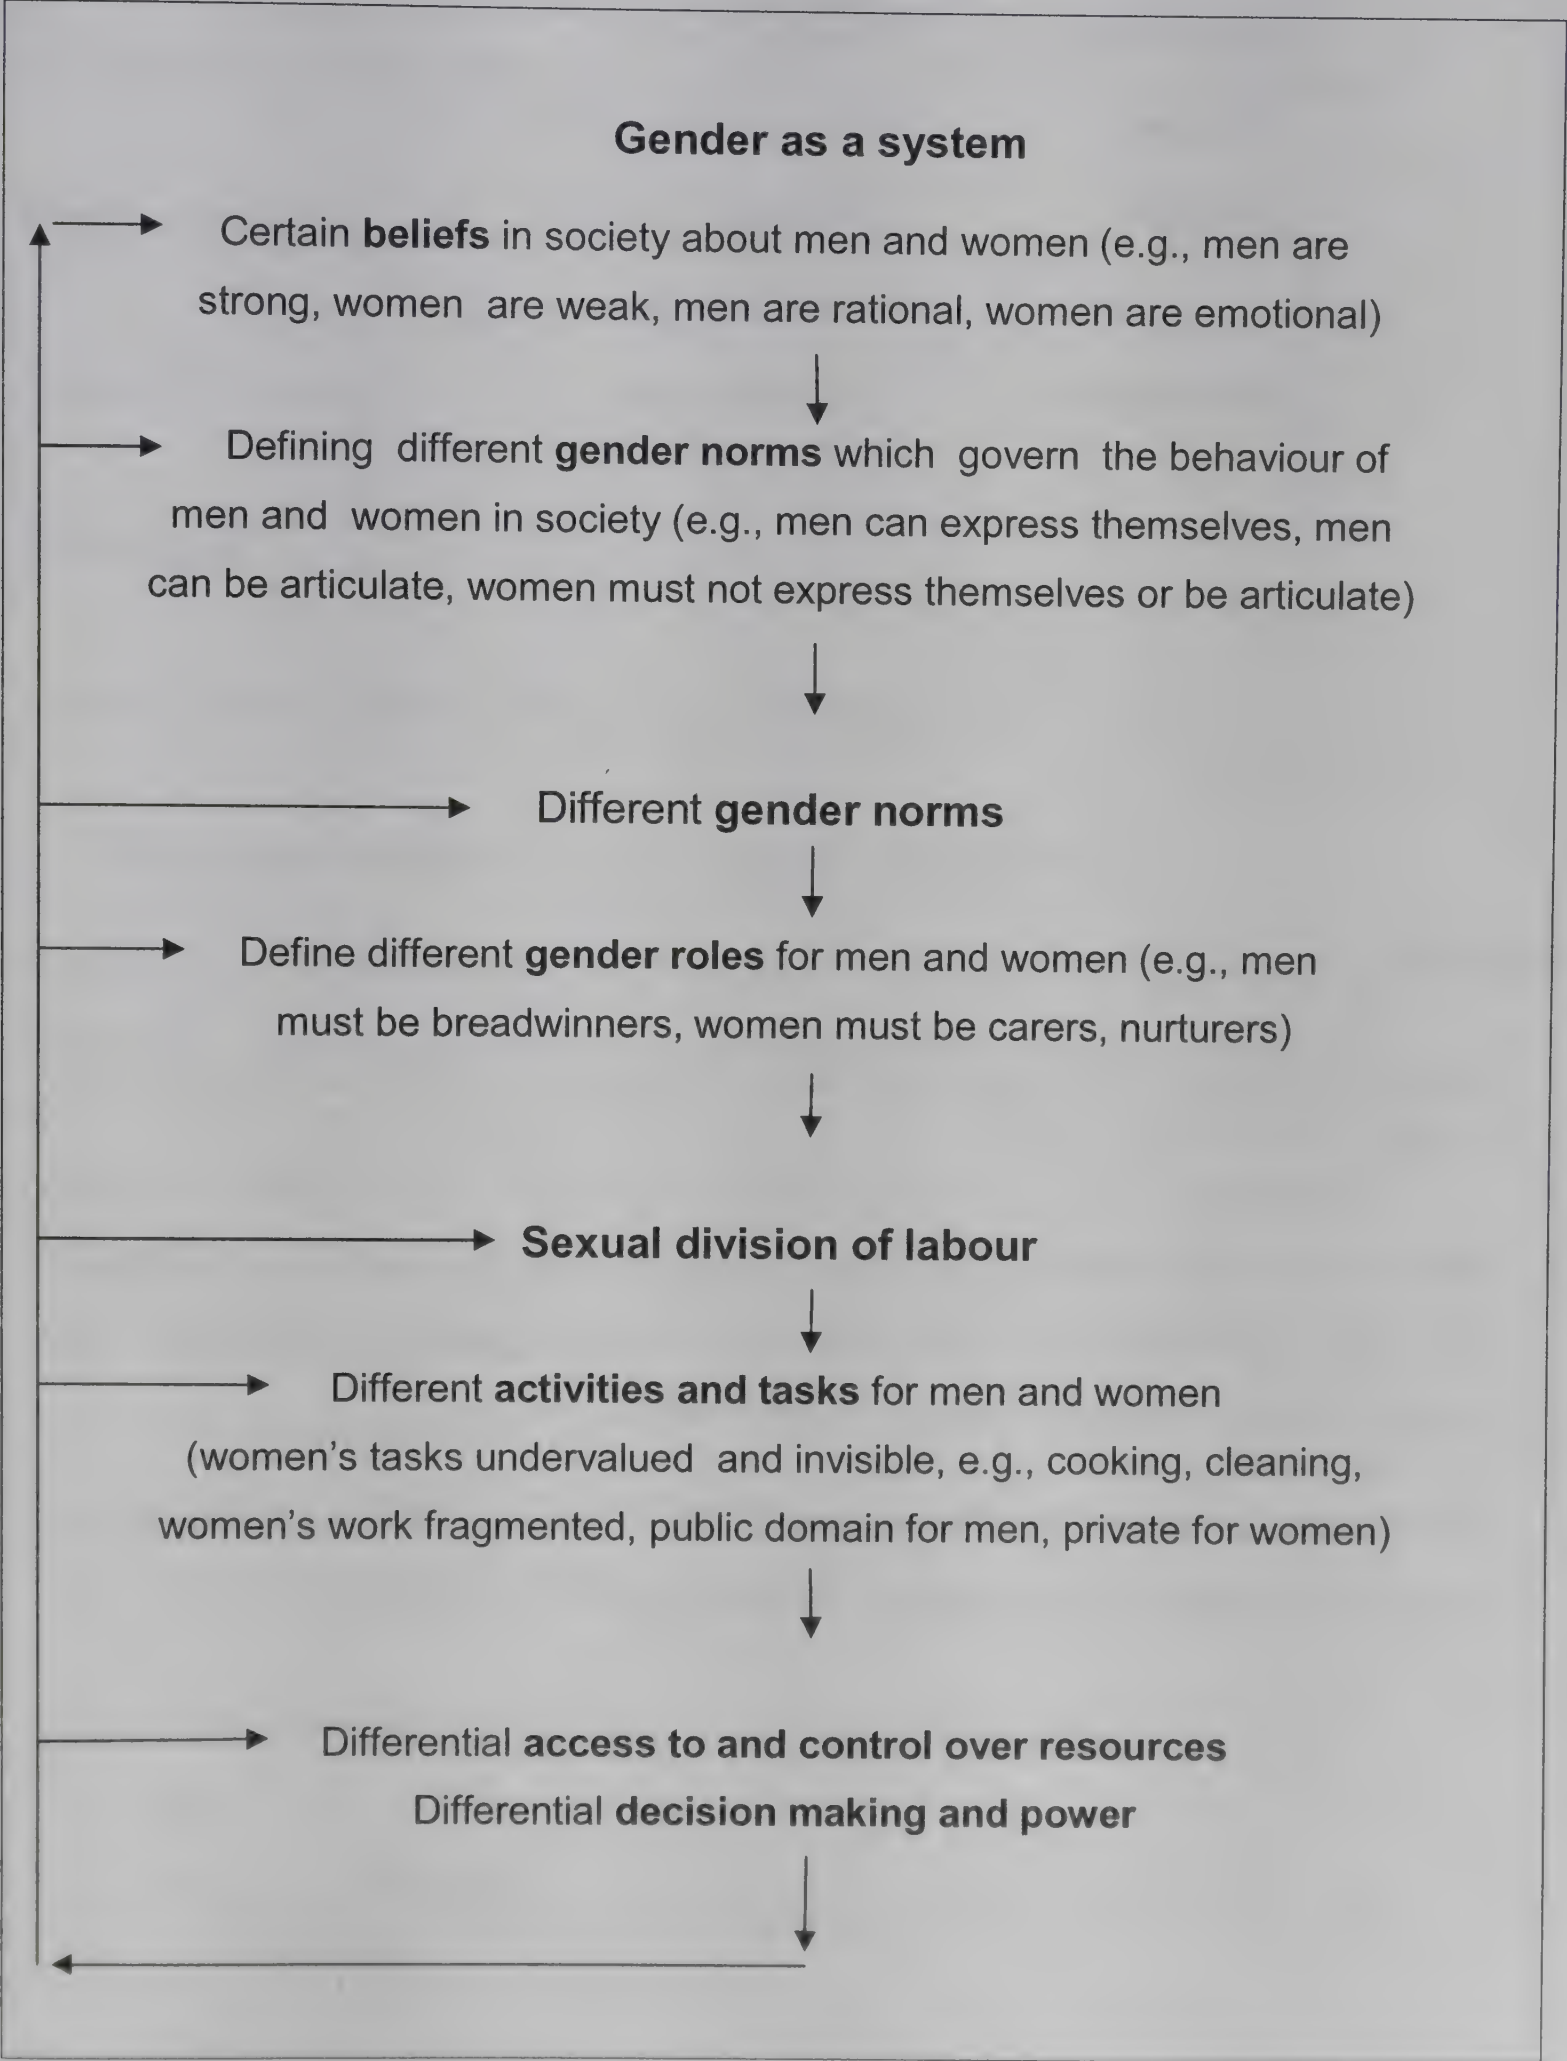 Gender as a system
Certain beliefs in society about men and women (e.g., men are
strong, women are weak, men are rational, women are emotional)
Defining different gender norms which govern the behaviour of
men and women in society (e.g., men can express themselves, men
can be articulate, women must not express themselves or be articulate)
Different gender norms
Define different gender roles for men and women (e.g., men
must be breadwinners, women must be carers, nurturers)
Sexual division of labour
Different activities and tasks for men and women
(women's tasks undervalued and invisible, e.g., cooking, cleaning,
women's work fragmented, public domain for men, private for women)
Differential access to and control over resources
Differential decision making and power